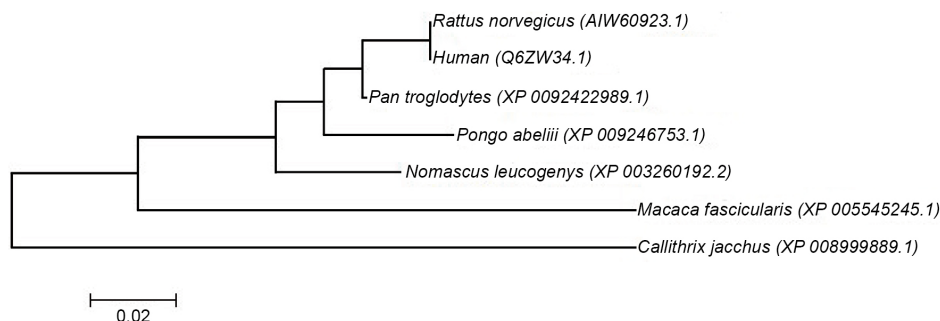 Rattus norvegicus (AIW60923.1)
Human (Q6ZW34.1)
Pan troglodytes (XP 0092422989.1)
Pongo abeliii (XP 009246753.1)
Nomascus leucogenys (XP 003260192.2)
Macaca fascicularis (XP 005545245.1)
Callithrix jacchus (XP 008999889.1)
0.02